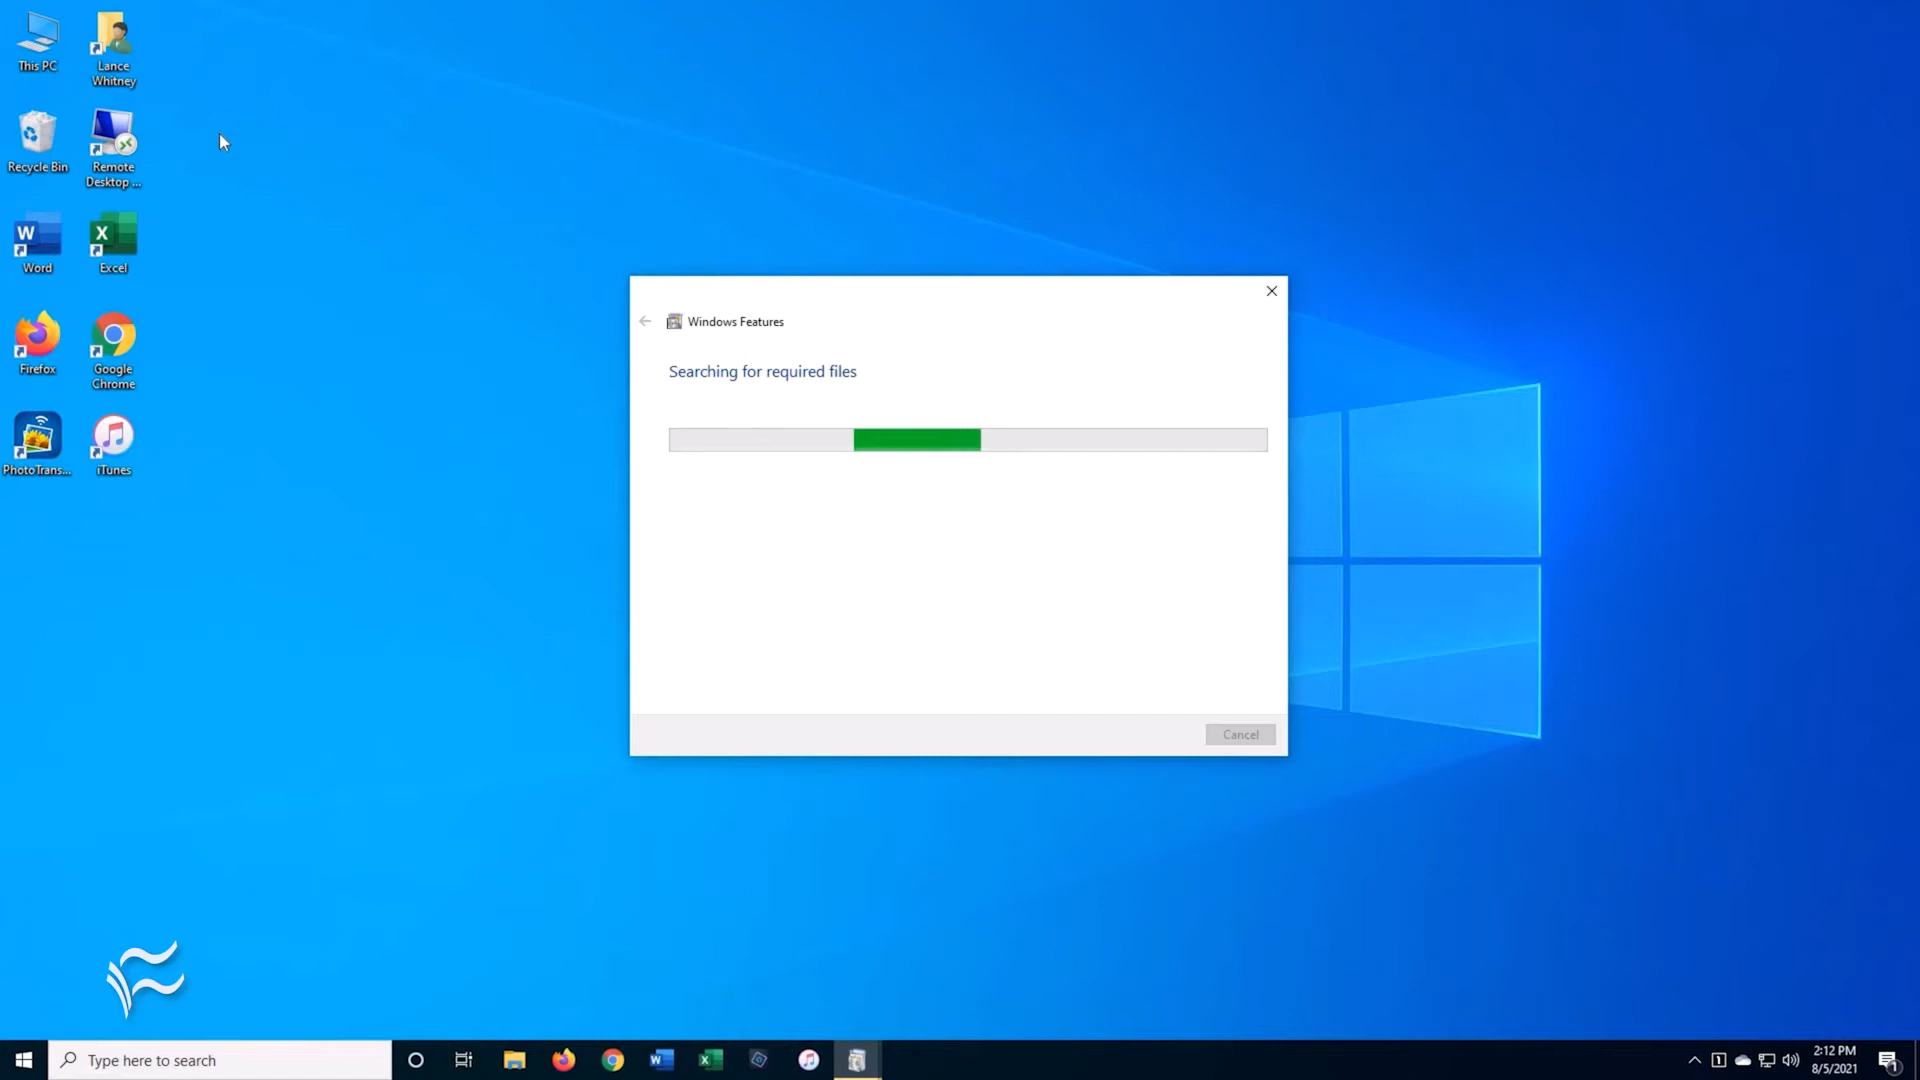 This PC
Lance
Whitney
Recycle Bin
Remote
Desktop ...
Word
Excel
Firefox
Google
Chrome
PhotoTrans...
iTunes
Windows Features
Searching for required files
Cancel
Type here to search
2:12 PM
8/5/2021